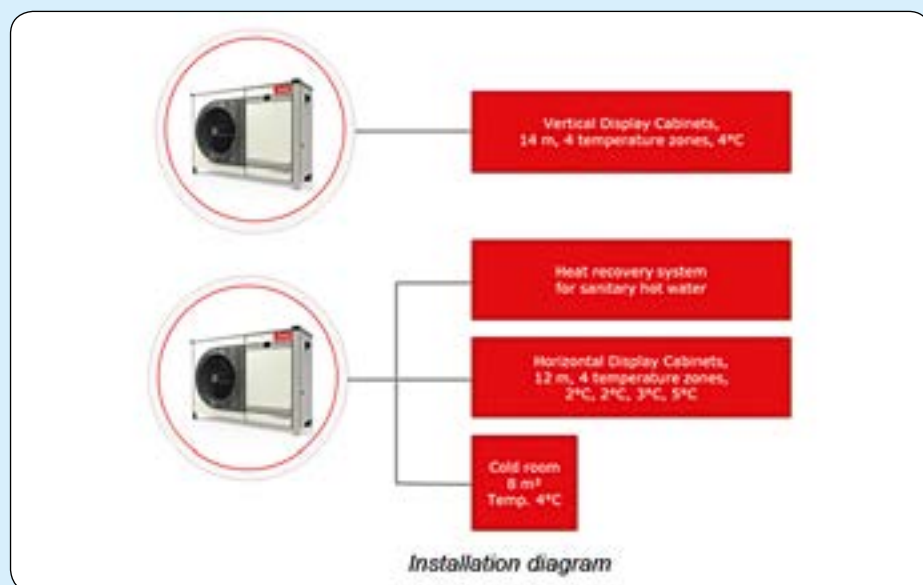 Vertical Display Cabinets,
14 m, 4 temperature zones, 4°C
Heat recovery system
for sanitary hot water
Horizontal Display Cabinets,
12 m, 4 temperature zones,
2°C, 2°C, 3°C, 5°C
Cold room
8 m³
Temp. 4°C
Installation diagram